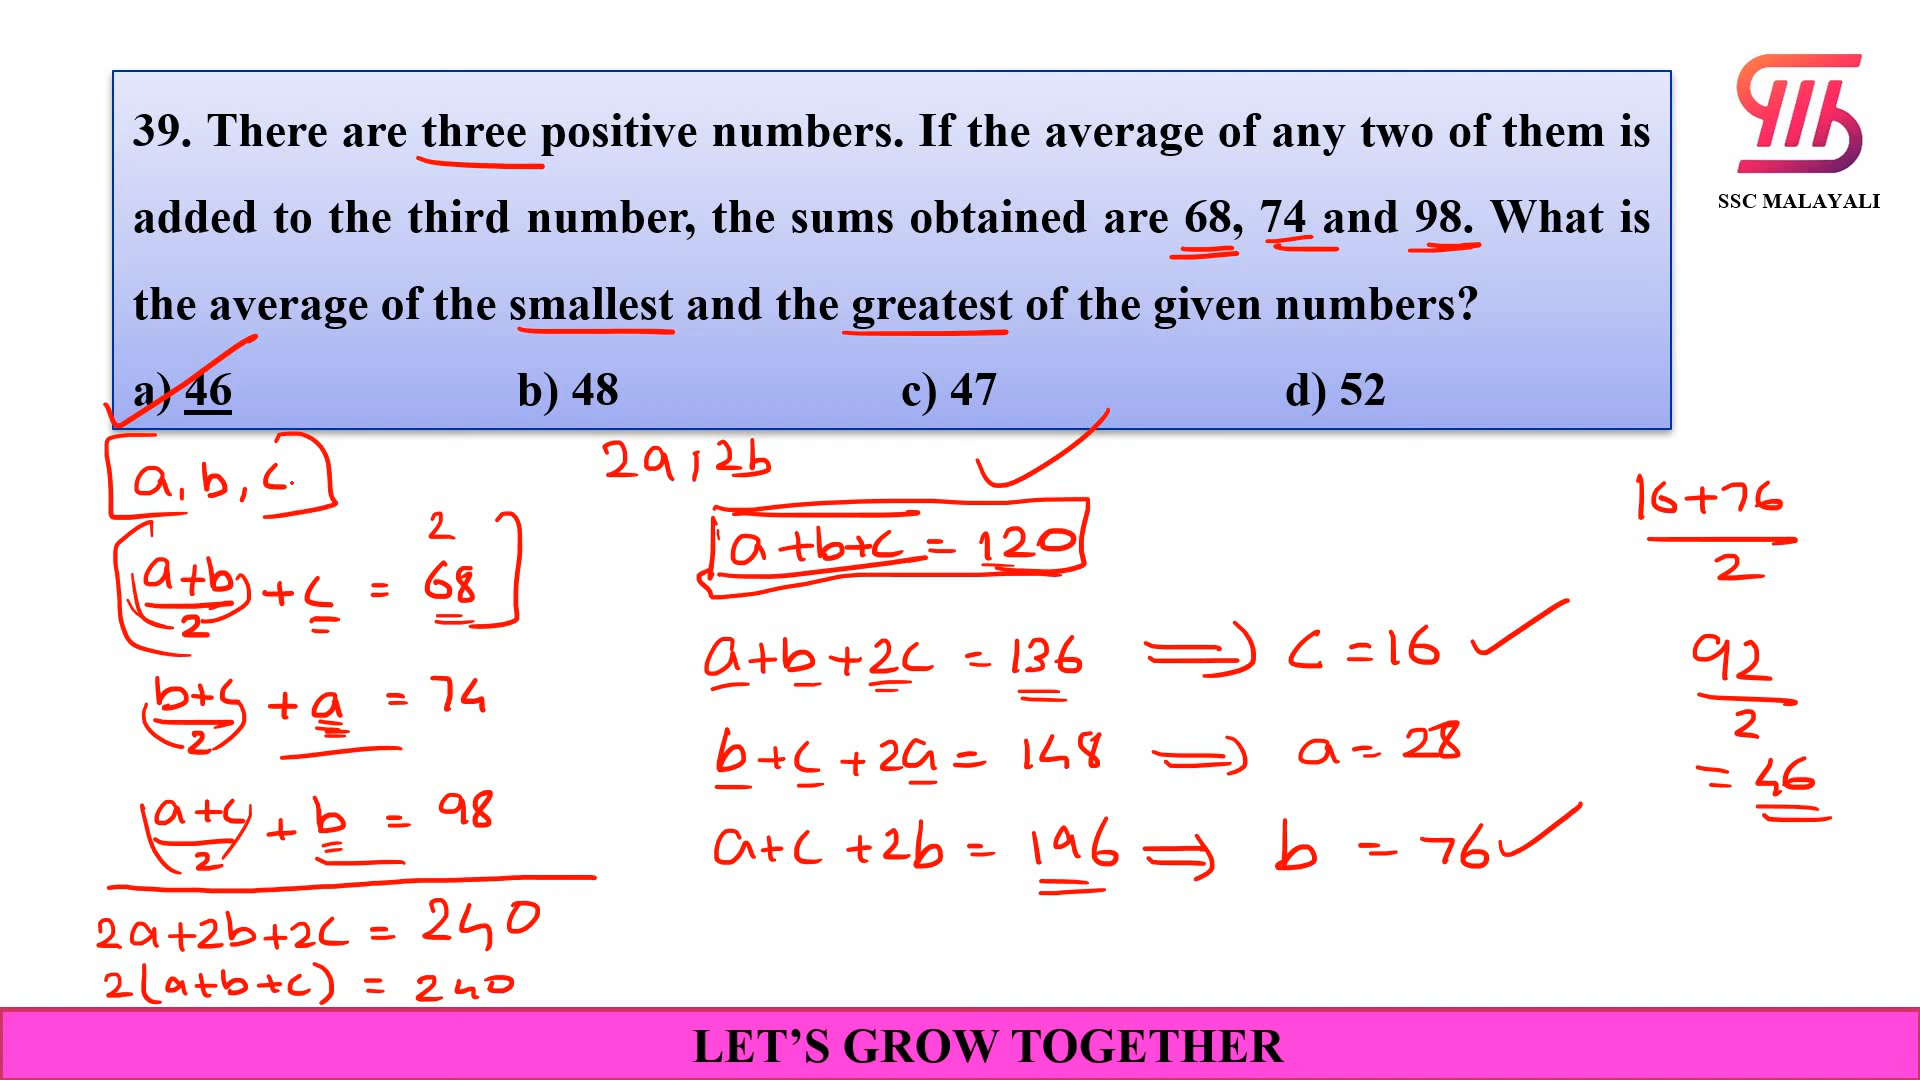 39. There are three positive numbers. If the average of any two of them is
added to the third number, the sums obtained are 68, 74 and 98. What is
the average of the smallest and the greatest of the given numbers?
a) 46 b) 48 c) 47 d) 52
SSC MALAYALI
a, b, c.
(a+b)/2 + c = 68
2
(b+c)/2 + a = 74
(a+c)/2 + b = 98
2a+2b+2c = 240
2(a+b+c) = 240
2a, 2b
a+b+c = 120
a+b+2c = 136 ⟹ c = 16
b+c+2a = 148 ⟹ a = 28
a+c+2b = 196 ⟹ b = 76
16+76
2
92
2
= 46
LET’S GROW TOGETHER